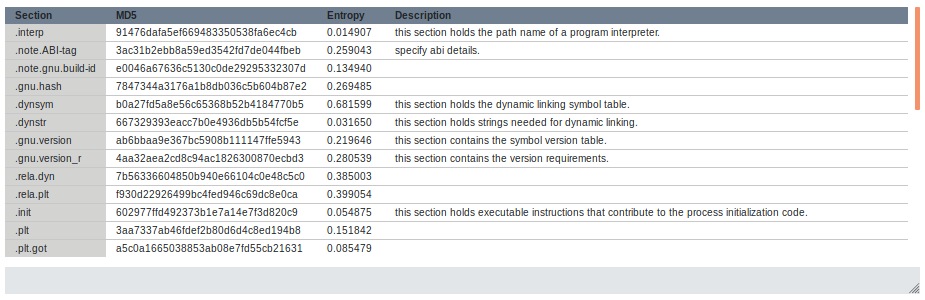 Section MD5 Entropy Description
.interp 91476dafa5ef669483350538fa6ec4cb 0.014907 this section holds the path name of a program interpreter.
.note.ABI-tag 3ac31b2ebb8a59ed3542fd7de044fbeb 0.259043 specify abi details.
.note.gnu.build-id e0046a67636c5130c0de29295332307d 0.134940
.gnu.hash 7847344a3176a1b8db036c5b604b87e2 0.269485
.dynsym b0a27fd5a8e56c65368b52b4184770b5 0.681599 this section holds the dynamic linking symbol table.
.dynstr 667329393eacc7b0e4936db5b54fcf5e 0.031650 this section holds strings needed for dynamic linking.
.gnu.version ab6bbaa9e367bc5908b111147ffe5943 0.219646 this section contains the symbol version table.
.gnu.version_r 4aa32aea2cd8c94ac1826300870ecbd3 0.280539 this section contains the version requirements.
.rela.dyn 7b56336604850b940e66104c0e48c5c0 0.385003
.rela.plt f930d22926499bc4fed946c69dc8e0ca 0.399054
.init 602977ffd492373b1e7a14e7f3d820c9 0.054875 this section holds executable instructions that contribute to the process initialization code.
.plt 3aa7337ab46fdef2b80d6d4c8ed194b8 0.151842
.plt.got a5c0a1665038853ab08e7fd55cb21631 0.085479